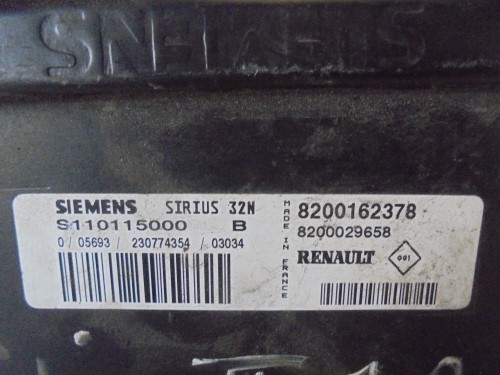 SIEMENS
SIEMENS SIRIUS 32N
S110115000 B
0 / 05693 / 230774354 / 03034
MADE IN FRANCE
8200162378
8200029658
RENAULT